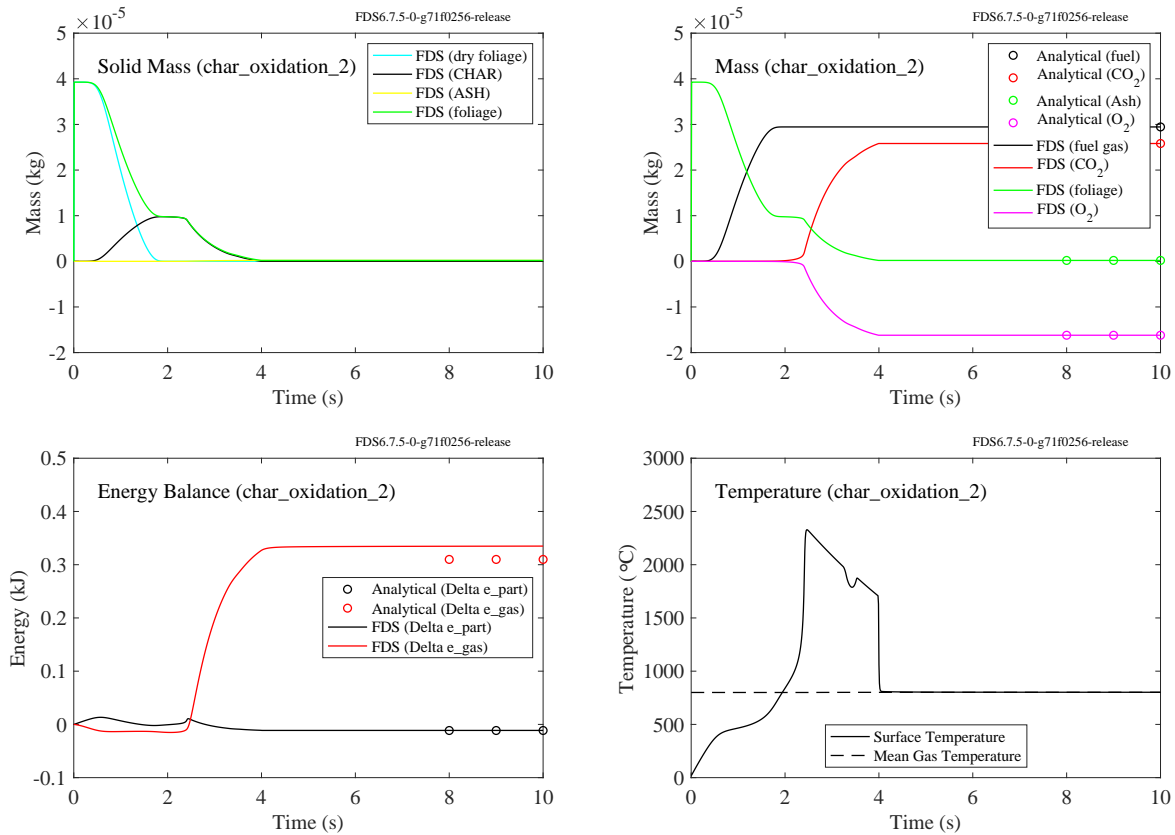 FDS6.7.5-0-g71f0256-release
×10⁻⁵
Solid Mass (char_oxidation_2)
FDS (dry foliage)
FDS (CHAR)
FDS (ASH)
FDS (foliage)
5
4
3
2
1
0
-1
-2
Mass (kg)
0 2 4 6 8 10
Time (s)
FDS6.7.5-0-g71f0256-release
×10⁻⁵
Mass (char_oxidation_2)
Analytical (fuel)
Analytical (CO₂)
Analytical (Ash)
Analytical (O₂)
FDS (fuel gas)
FDS (CO₂)
FDS (foliage)
FDS (O₂)
5
4
3
2
1
0
-1
-2
Mass (kg)
0 2 4 6 8 10
Time (s)
FDS6.7.5-0-g71f0256-release
Energy Balance (char_oxidation_2)
Analytical (Delta e_part)
Analytical (Delta e_gas)
FDS (Delta e_part)
FDS (Delta e_gas)
0.5
0.4
0.3
0.2
0.1
0
-0.1
Energy (kJ)
0 2 4 6 8 10
Time (s)
FDS6.7.5-0-g71f0256-release
Temperature (char_oxidation_2)
3000
2500
2000
1500
1000
500
0
Temperature (°C)
Surface Temperature
Mean Gas Temperature
0 2 4 6 8 10
Time (s)